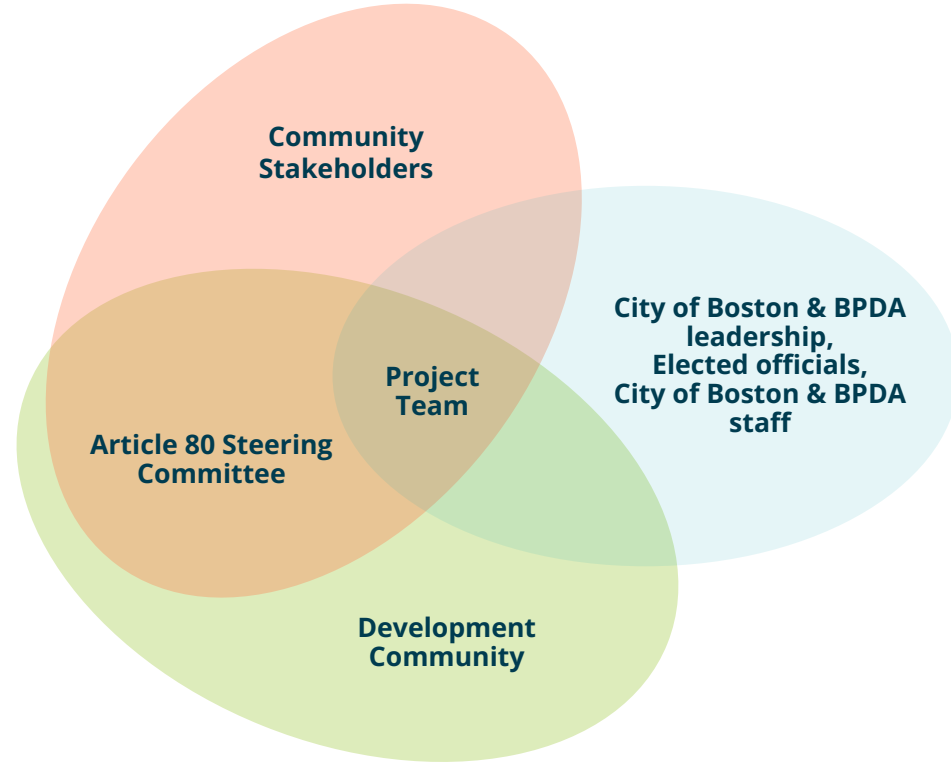 Community
Stakeholders
City of Boston & BPDA
leadership,
Elected officials,
City of Boston & BPDA
staff
Project
Team
Article 80 Steering
Committee
Development
Community